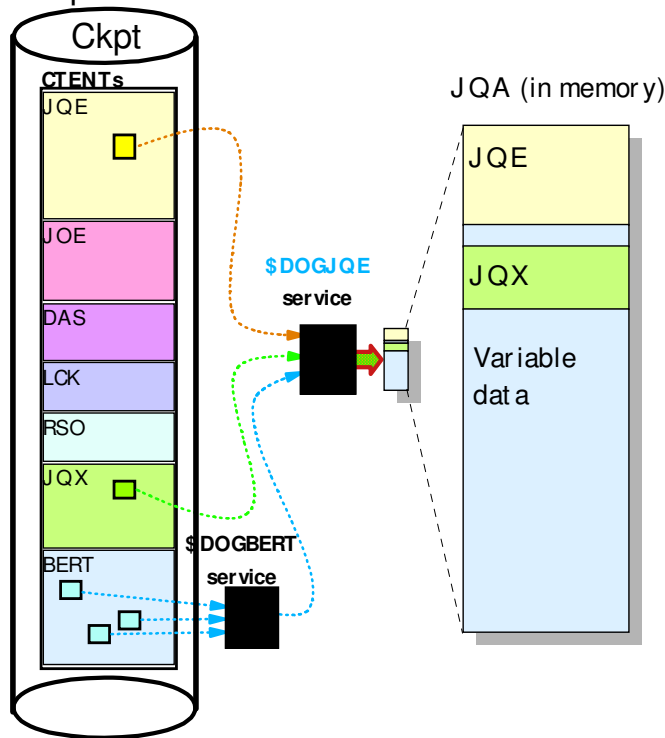 Ckpt
CTENTs
JQE
JOE
DAS
LCK
RSO
JQX
BERT
$DOGJQE
service
$DOGBERT
service
JQA (in memory)
JQE
JQX
Variable
data